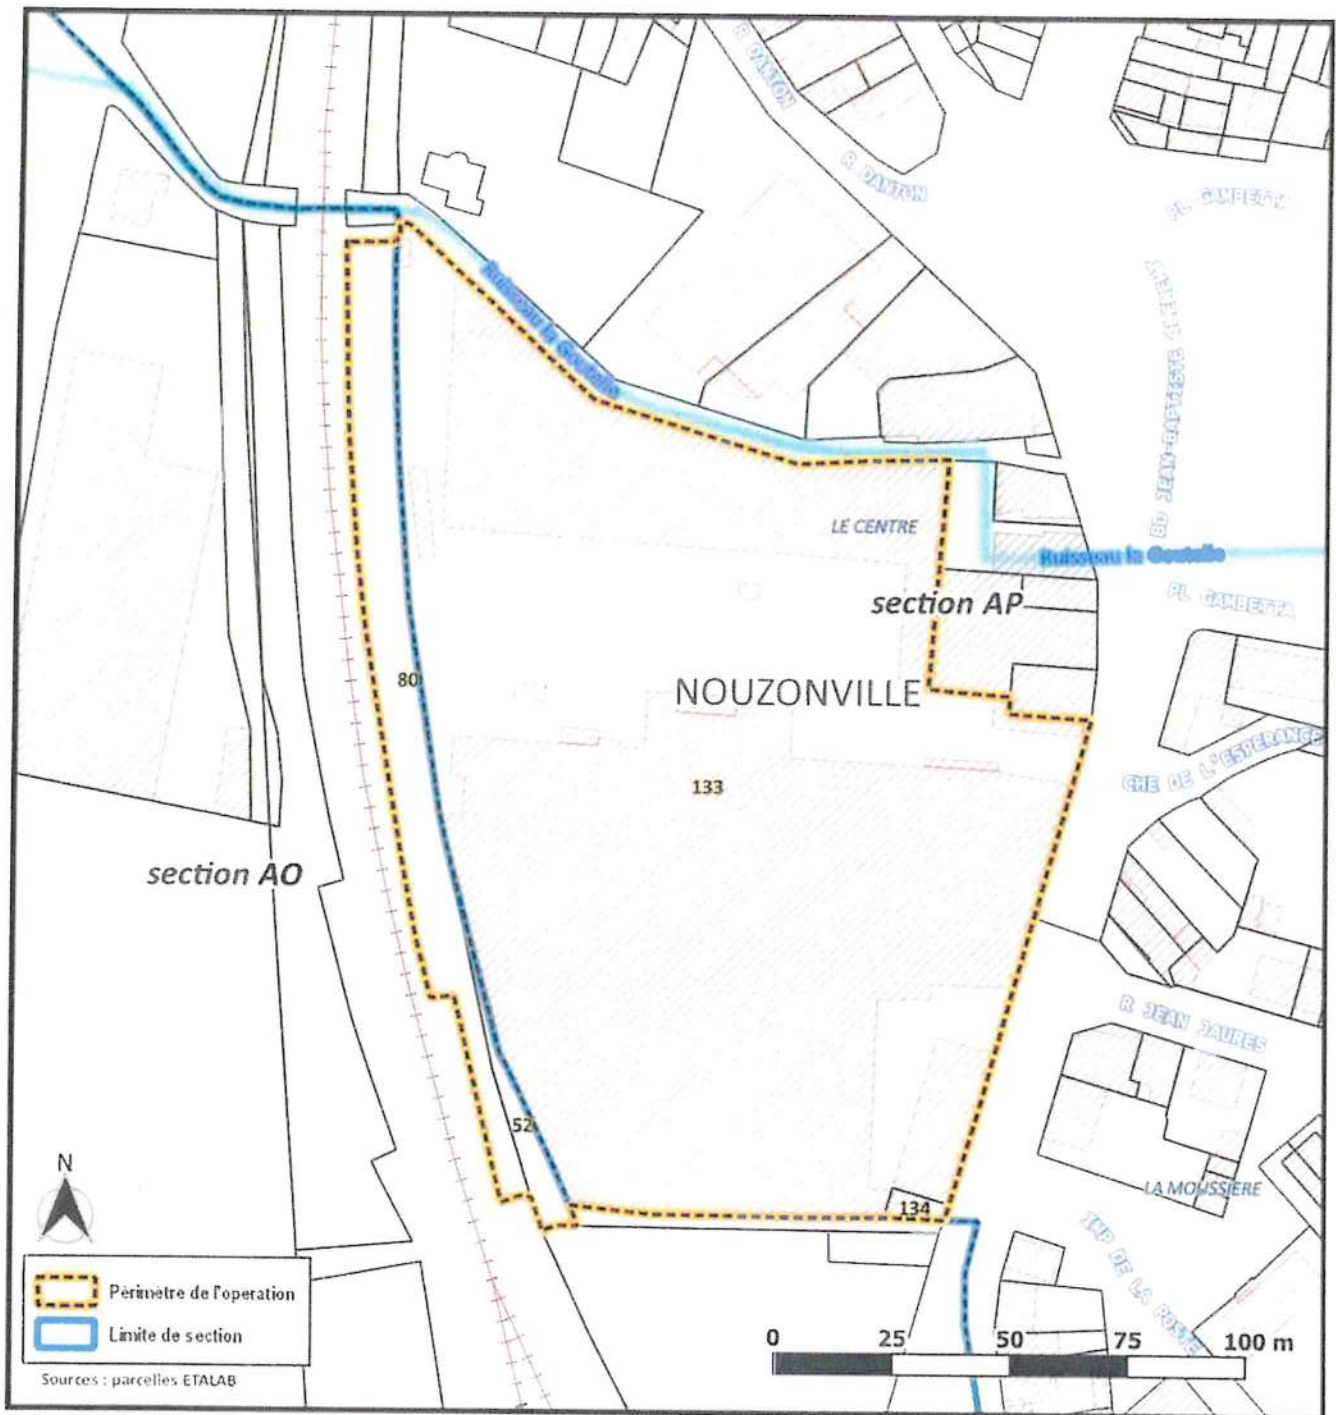 R DANTON
R DANTON
PL GAMBETTA
BD JEAN-BAPTISTE CLEMENT
Ruisseau la Goutelle
LE CENTRE
Ruisseau la Goutelle
section AP
PL GAMBETTA
80
NOUZONVILLE
CHE DE L'ESPERANCE
133
section AO
R JEAN JAURES
52
N
LA MOUSSIERE
134
IMP DE LA POSTE
Périmètre de l'operation
Limite de section
0 25 50 75 100 m
Sources : parcelles ETALAB